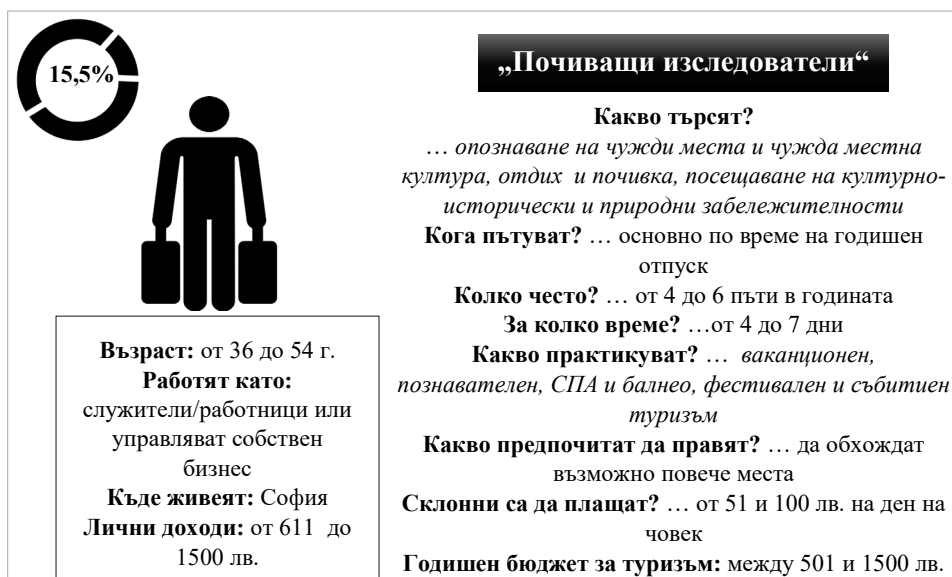 15,5%
„Почиващи изследователи“
Какво търсят?
… опознаване на чужди места и чужда местна
култура, отдих и почивка, посещаване на културно-
исторически и природни забележителности
Кога пътуват? … основно по време на годишен
отпуск
Колко често? … от 4 до 6 пъти в годината
За колко време? …от 4 до 7 дни
Какво практикуват? … ваканционен,
познавателен, СПА и балнео, фестивален и събитиен
туризъм
Какво предпочитат да правят? … да обхождат
възможно повече места
Склонни са да плащат? … от 51 и 100 лв. на ден на
човек
Годишен бюджет за туризъм: между 501 и 1500 лв.
Възраст: от 36 до 54 г.
Работят като:
служители/работници или
управляват собствен
бизнес
Къде живеят: София
Лични доходи: от 611 до
1500 лв.